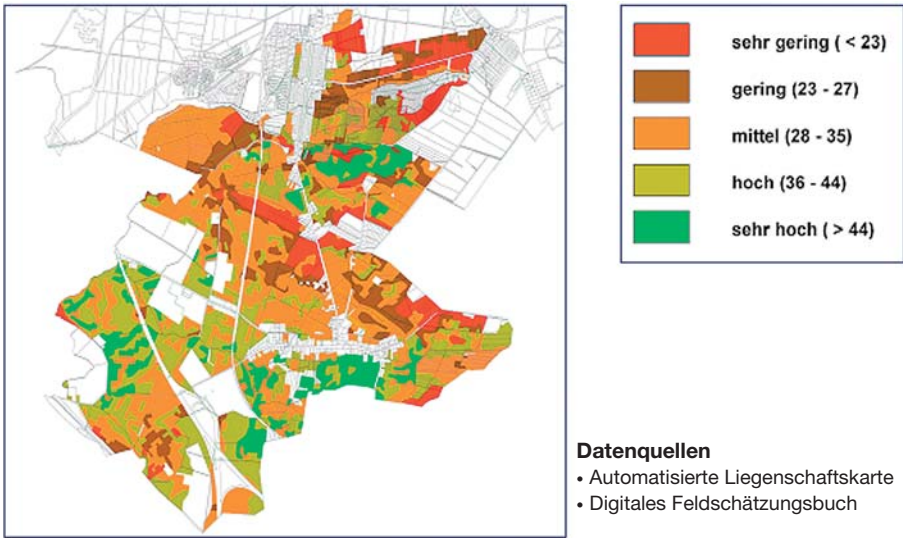 sehr gering ( < 23)
gering (23 - 27)
mittel (28 - 35)
hoch (36 - 44)
sehr hoch ( > 44)
Datenquellen
• Automatisierte Liegenschaftskarte
• Digitales Feldschätzungsbuch